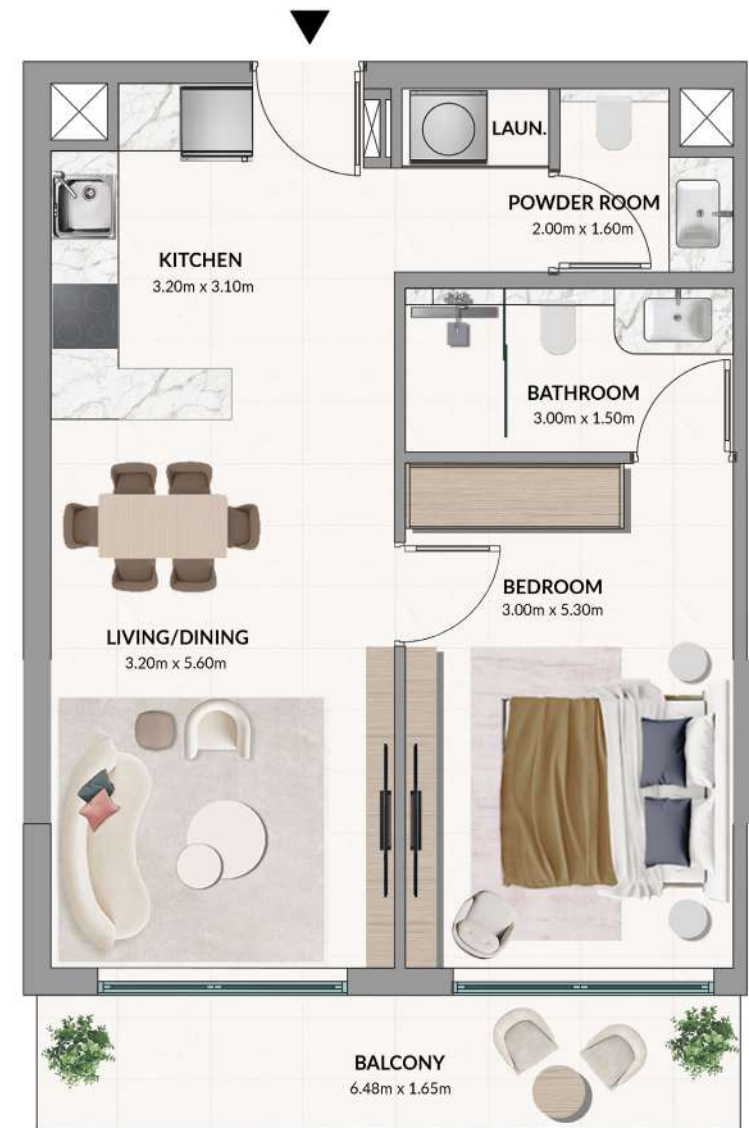 LAUN.
POWDER ROOM
2.00m x 1.60m
KITCHEN
3.20m x 3.10m
BATHROOM
3.00m x 1.50m
BEDROOM
3.00m x 5.30m
LIVING/DINING
3.20m x 5.60m
BALCONY
6.48m x 1.65m